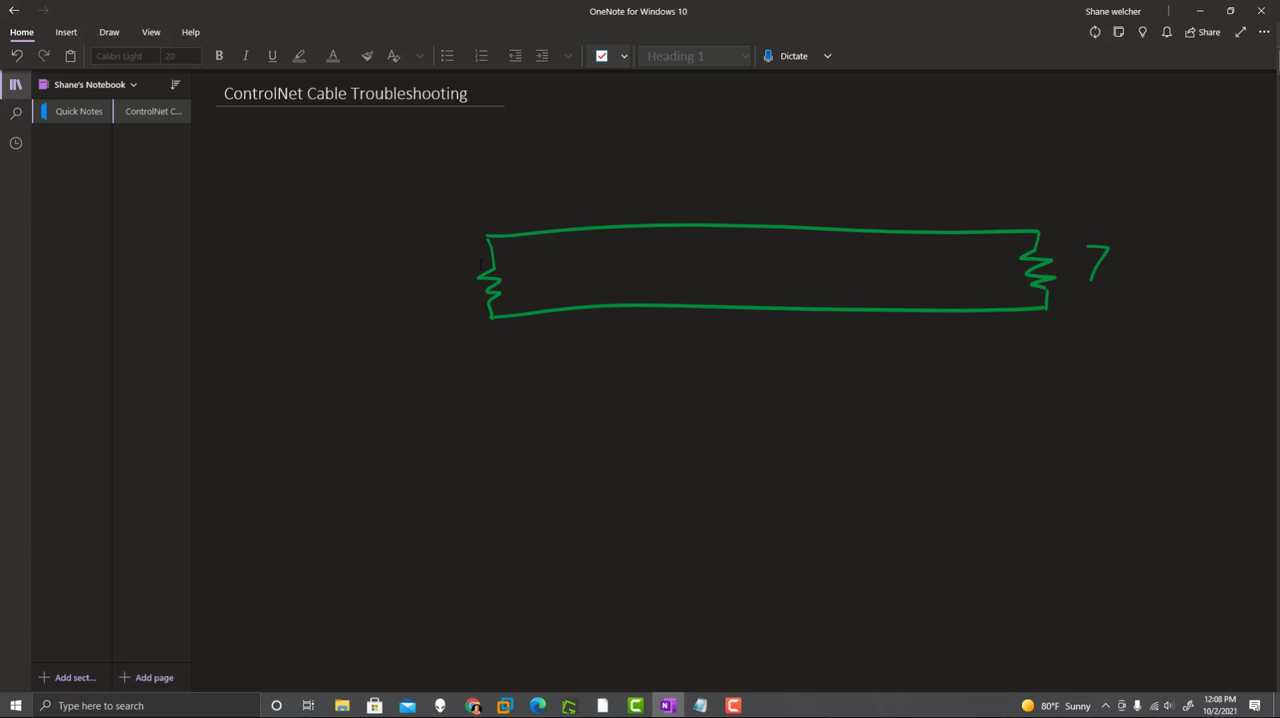 OneNote for Windows 10
Shane welcher
Home Insert Draw View Help
Share
Calibri Light 20 B I U A Heading 1 Dictate
Shane's Notebook
Quick Notes
ControlNet C...
ControlNet Cable Troubleshooting
7
Add sect...
Add page
Type here to search
80°F Sunny
12:08 PM
10/2/2021